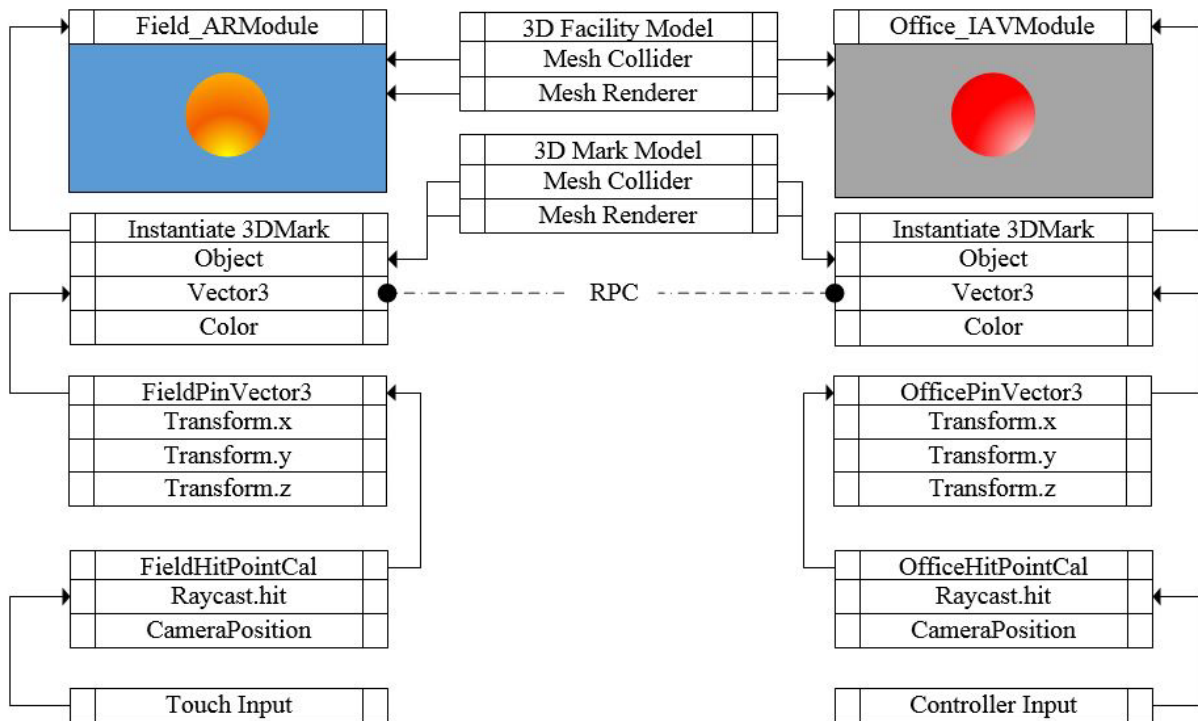 Field_ARModule
3D Facility Model
Mesh Collider
Mesh Renderer
Office_IAVModule
3D Mark Model
Mesh Collider
Mesh Renderer
Instantiate 3DMark
Object
Vector3
Color
RPC
Instantiate 3DMark
Object
Vector3
Color
FieldPinVector3
Transform.x
Transform.y
Transform.z
OfficePinVector3
Transform.x
Transform.y
Transform.z
FieldHitPointCal
Raycast.hit
CameraPosition
OfficeHitPointCal
Raycast.hit
CameraPosition
Touch Input
Controller Input